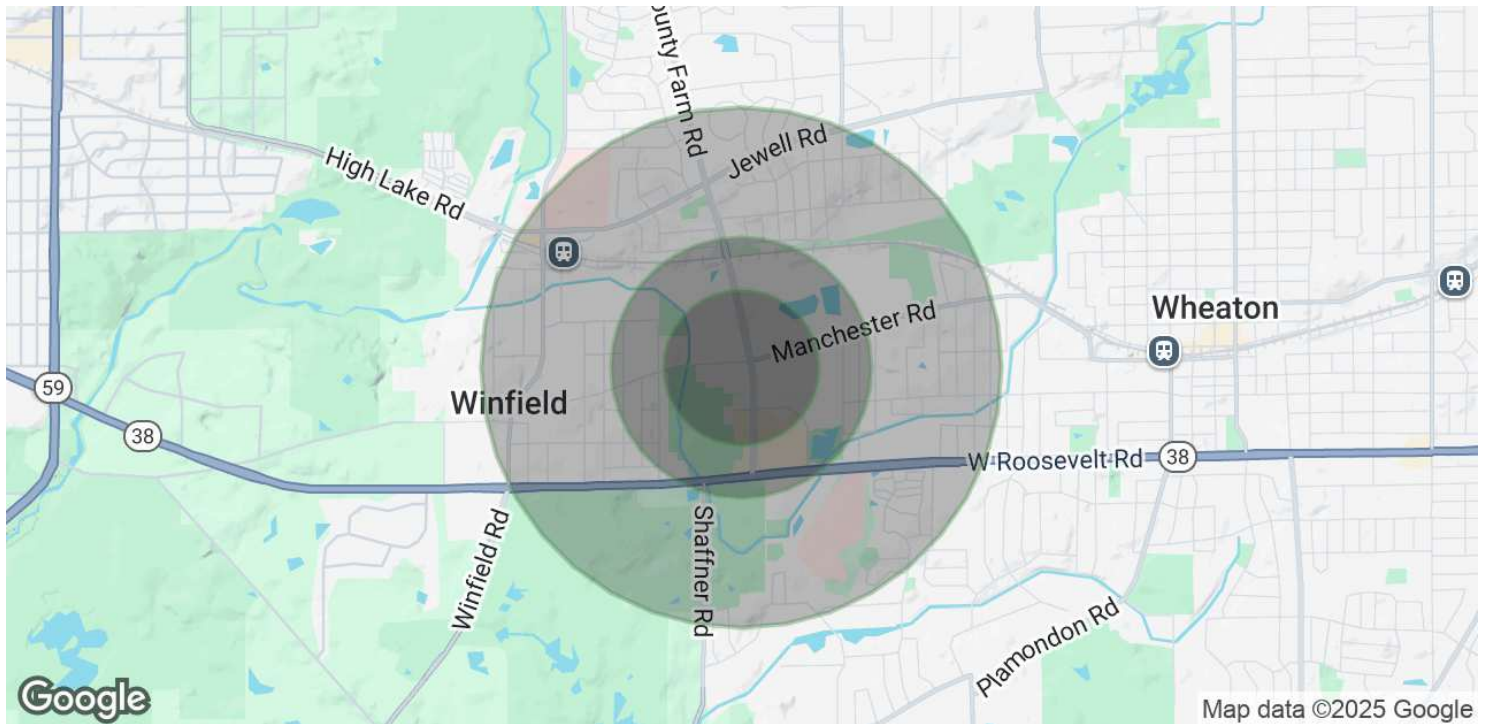 ounty Farm Rd
Jewell Rd
High Lake Rd
Wheaton
Manchester Rd
59
Winfield
38
W Roosevelt Rd
38
Winfield Rd
Shaffner Rd
Plamondon Rd
Google
Map data ©2025 Google